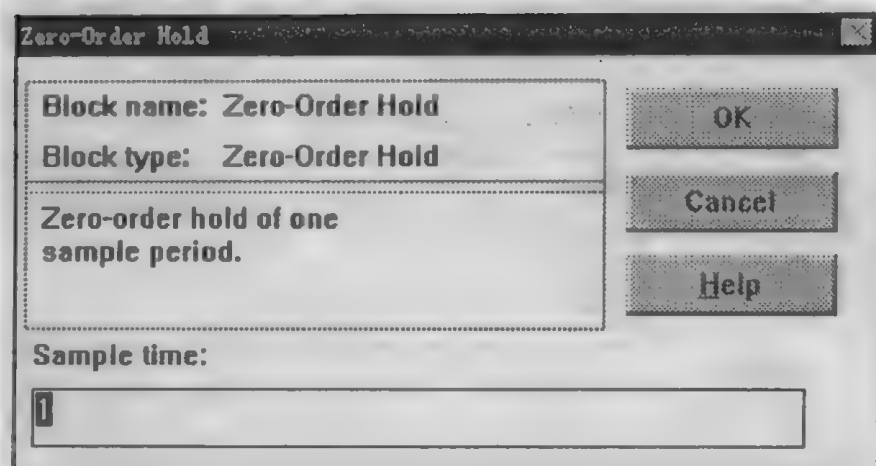 Zero-Order Hold
Block name: Zero-Order Hold
Block type: Zero-Order Hold
Zero-order hold of one
sample period.
OK
Cancel
Help
Sample time:
1